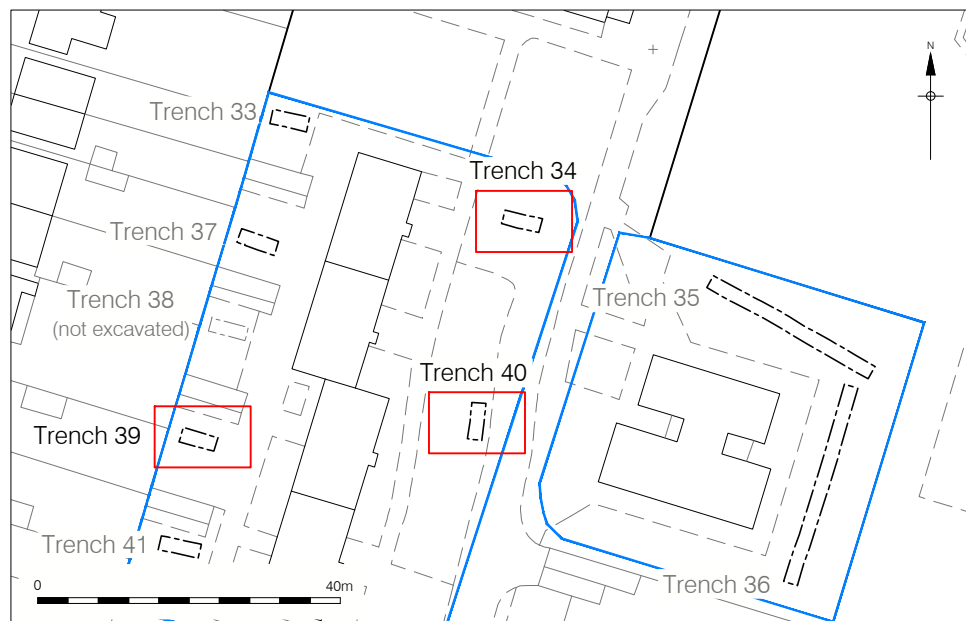 N
Trench 33
Trench 34
Trench 37
Trench 38
(not excavated)
Trench 35
Trench 40
Trench 39
Trench 41
Trench 36
0
40m